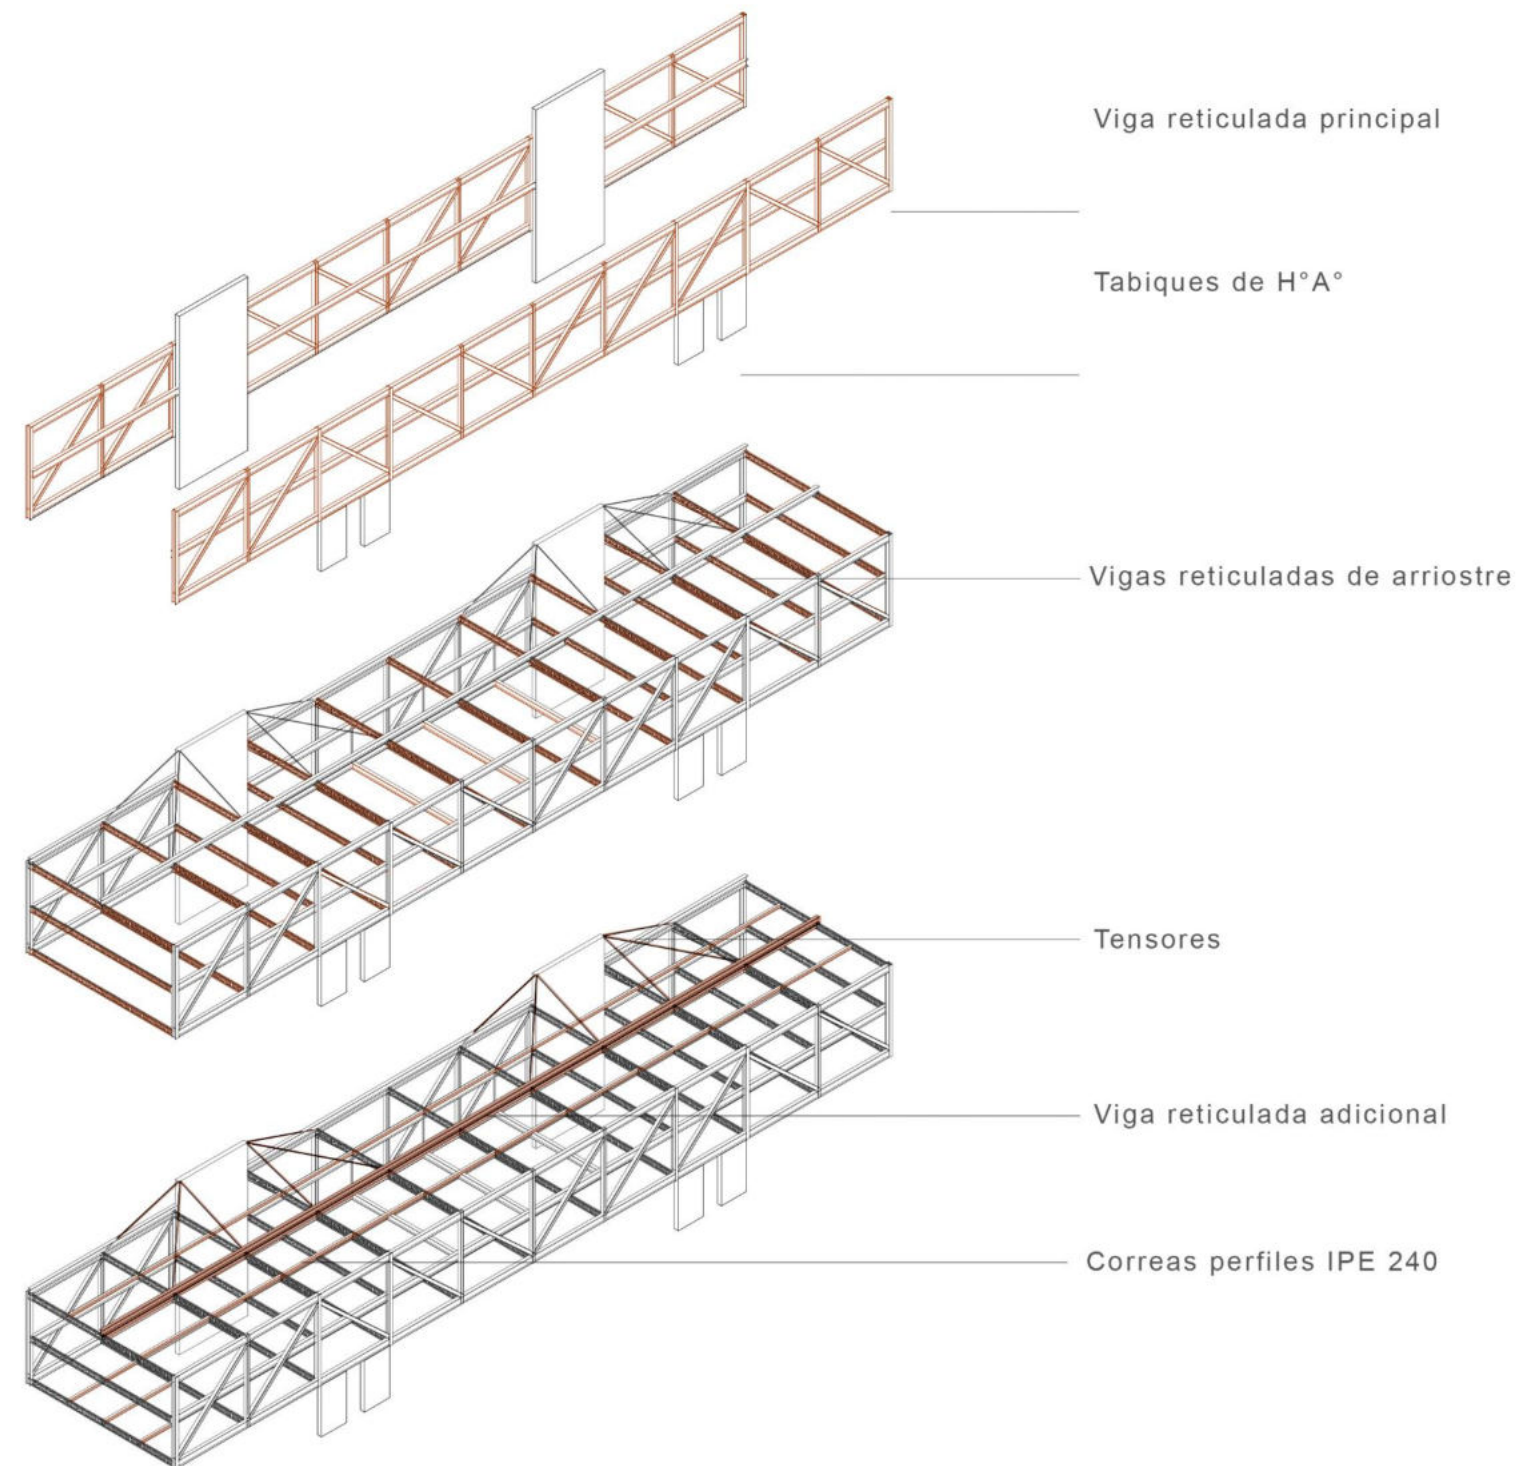 Viga reticulada principal
Tabiques de H°A°
Vigas reticuladas de arriostre
Tensores
Viga reticulada adicional
Correas perfiles IPE 240